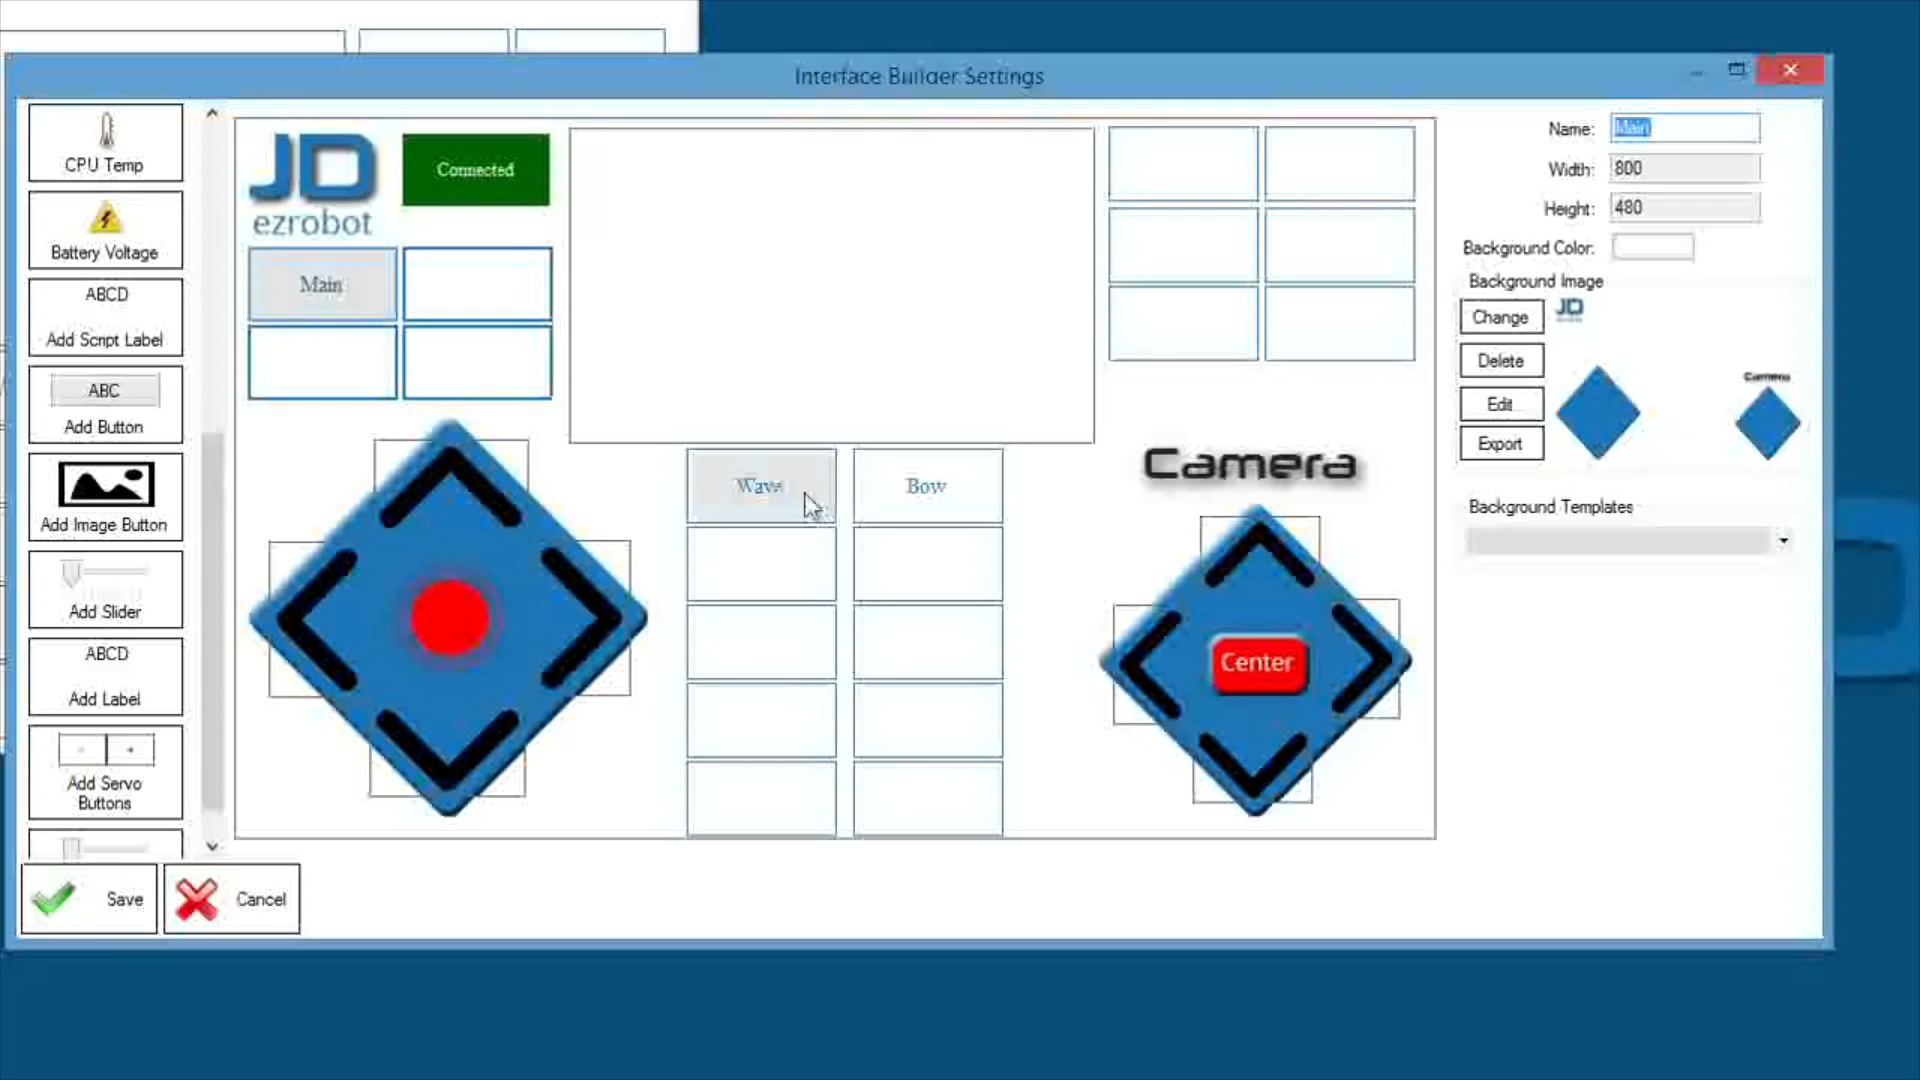 Interface Builder Settings
CPU Temp
Battery Voltage
ABCD
Add Script Label
ABC
Add Button
Add Image Button
Add Slider
ABCD
Add Label
- +
Add Servo
Buttons
Save
Cancel
JD
ezrobot
Connected
Main
Wave
Bow
Camera
Center
Name: Main
Width: 800
Height: 480
Background Color:
Background Image
Change
Delete
Edit
Export
JD
Camera
Background Templates